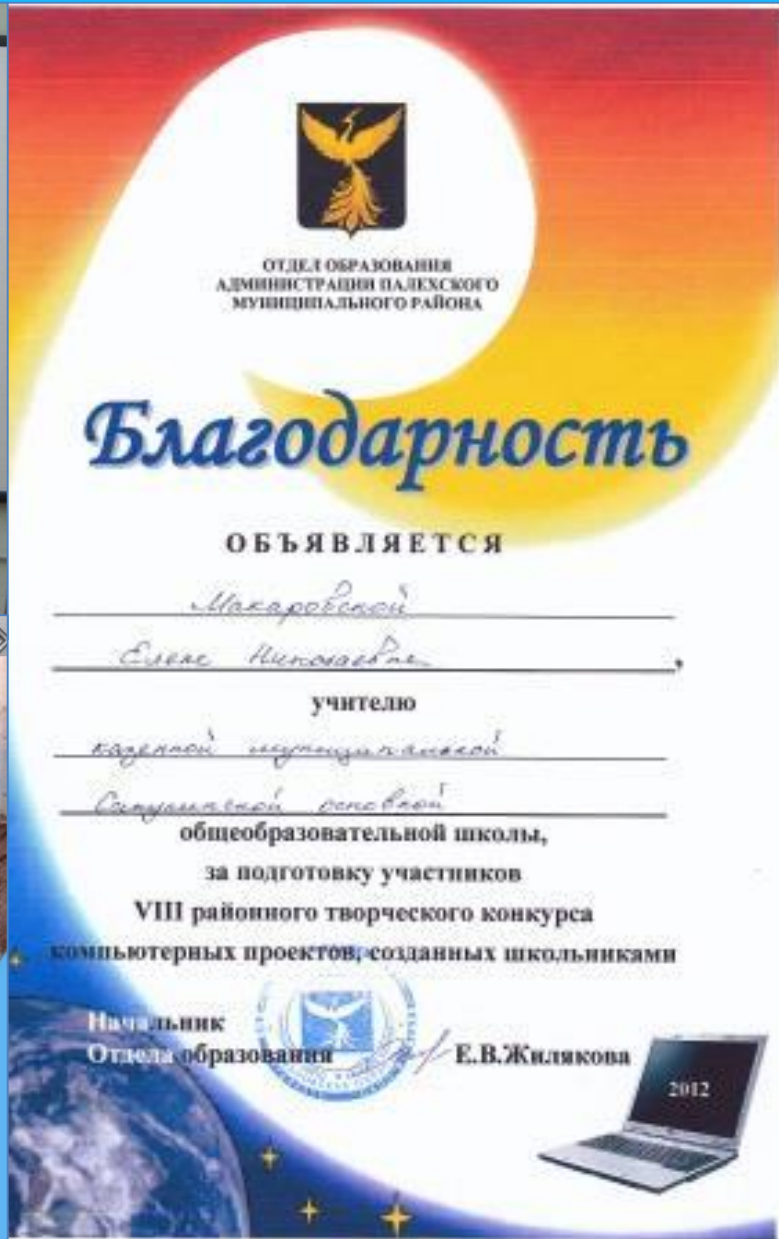 ОТДЕЛ ОБРАЗОВАНИЯ
АДМИНИСТРАЦИИ ПАЛЕХСКОГО
МУНИЦИПАЛЬНОГО РАЙОНА
Благодарность
ОБЪЯВЛЯЕТСЯ
Макаровской
Елене Николаевне,
учителю
казенной муниципальной
основной
общеобразовательной школы,
за подготовку участников
VIII районного творческого конкурса
компьютерных проектов, созданных школьниками
Начальник
Отдела образования Е.В.Жилякова
2012